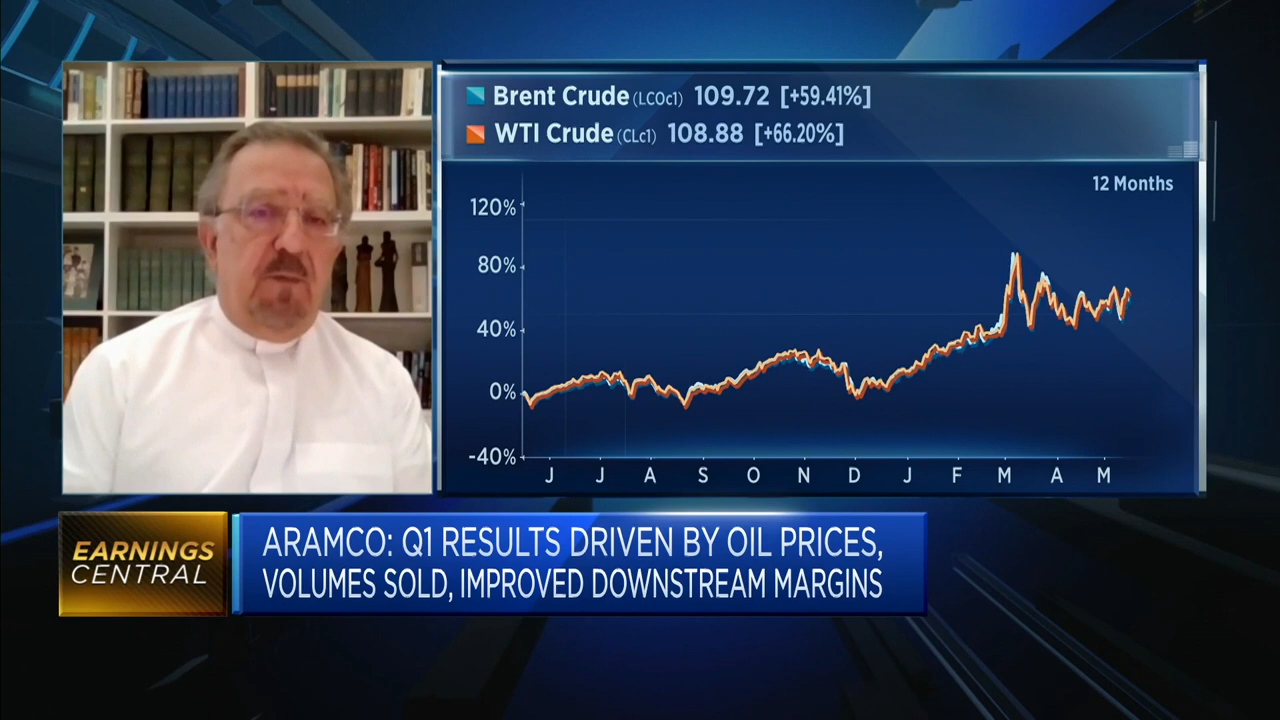 Brent Crude (LCOc1) 109.72 [+59.41%]
WTI Crude (CLc1) 108.88 [+66.20%]
12 Months
120%
80%
40%
0%
-40%
J J A S O N D J F M A M
EARNINGS
CENTRAL
ARAMCO: Q1 RESULTS DRIVEN BY OIL PRICES,
VOLUMES SOLD, IMPROVED DOWNSTREAM MARGINS